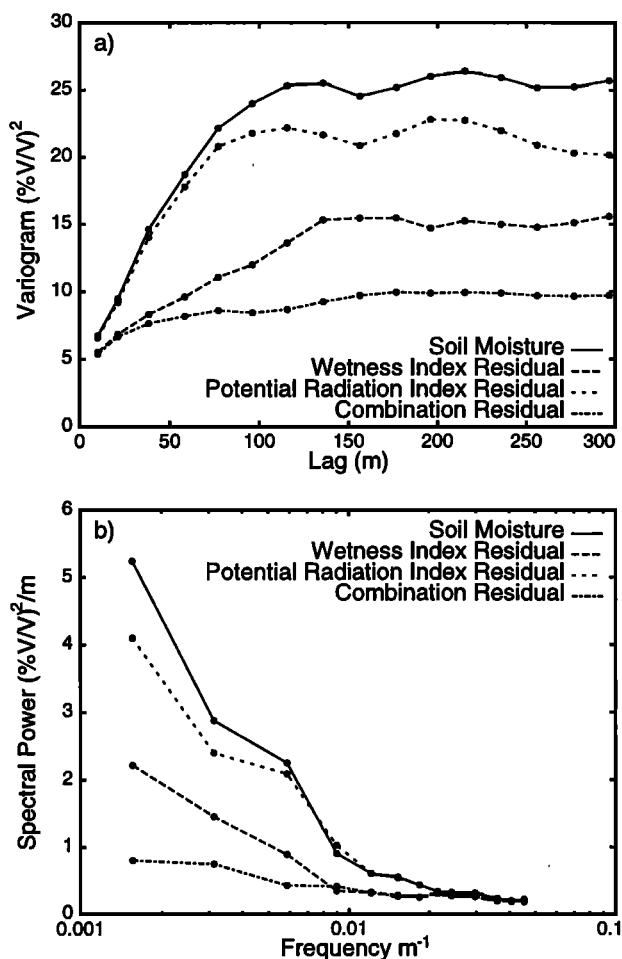 a)
30
25
20
15
10
5
0
Variogram (%V/V)2
Soil Moisture
Wetness Index Residual
Potential Radiation Index Residual
Combination Residual
0 50 100 150 200 250 300
Lag (m)
b)
6
5
4
3
2
1
0
Spectral Power (%V/V)2/m
Soil Moisture
Wetness Index Residual
Potential Radiation Index Residual
Combination Residual
0.001 0.01 0.1
Frequency m-1